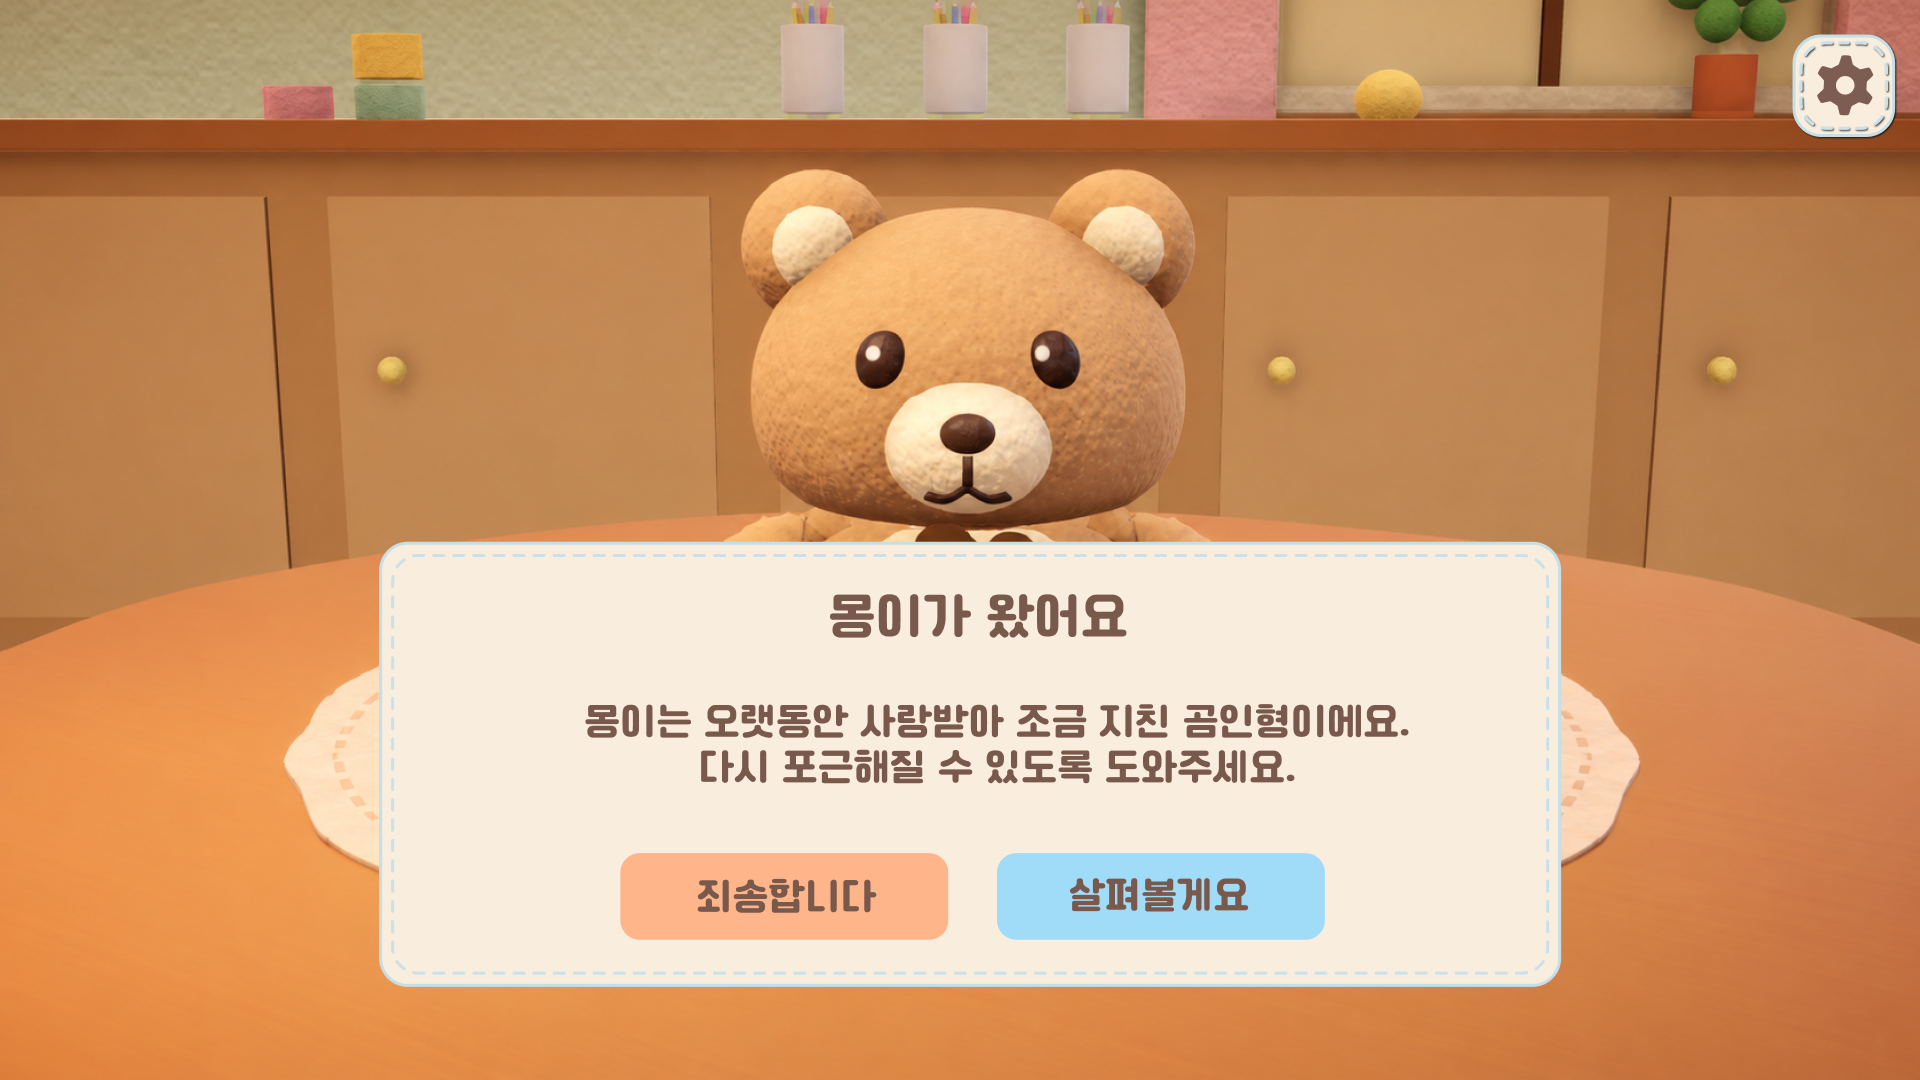 몽이가 왔어요
몽이는 오랫동안 사랑받아 조금 지친 곰인형이에요.
다시 포근해질 수 있도록 도와주세요.
죄송합니다
살펴볼게요